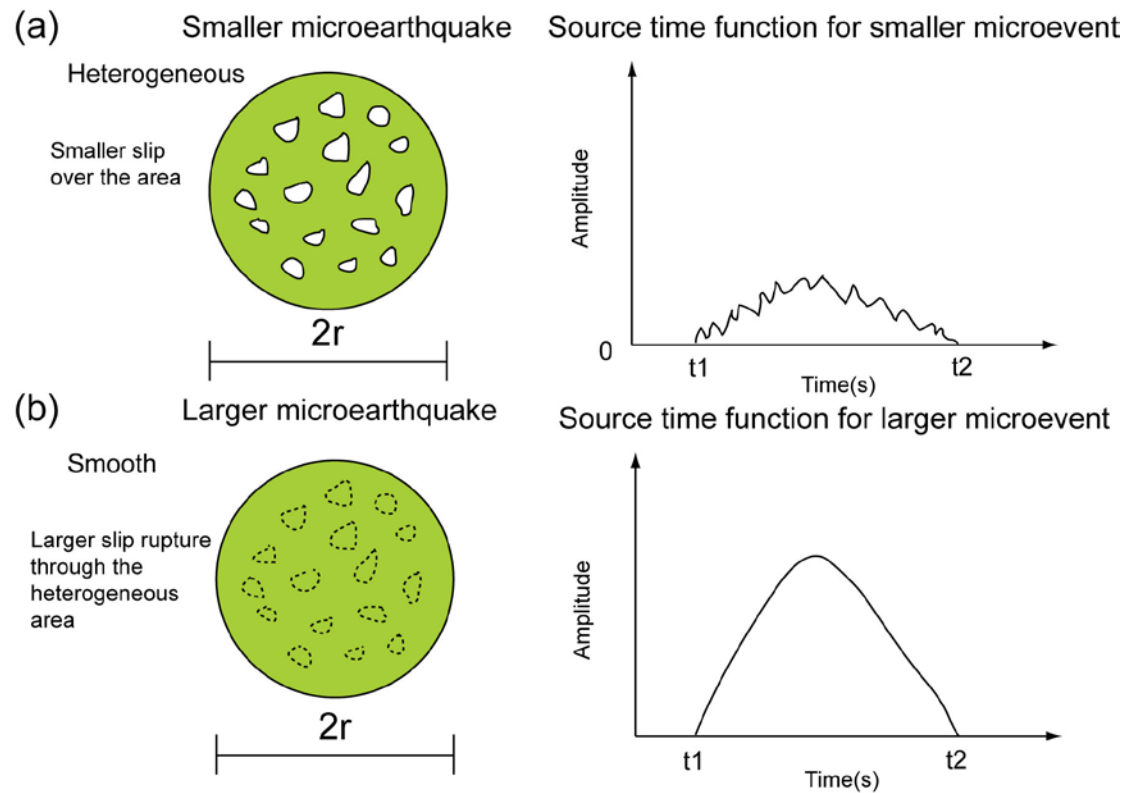 (a)
Smaller microearthquake
Source time function for smaller microevent
Heterogeneous
Smaller slip
over the area
2r
Amplitude
0
t1
t2
Time(s)
(b)
Larger microearthquake
Source time function for larger microevent
Smooth
Larger slip rupture
through the
heterogeneous
area
2r
Amplitude
t1
t2
Time(s)